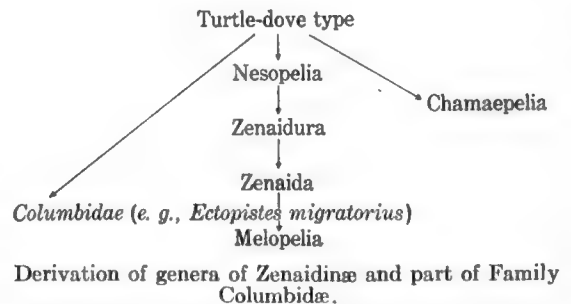 Turtle-dove type
Nesopelia
Chamaepelia
Zenaidura
Zenaida
Columbidae (e. g., Ectopistes migratorius)
Melopelia
Derivation of genera of Zenaidinæ and part of Family
Columbidæ.